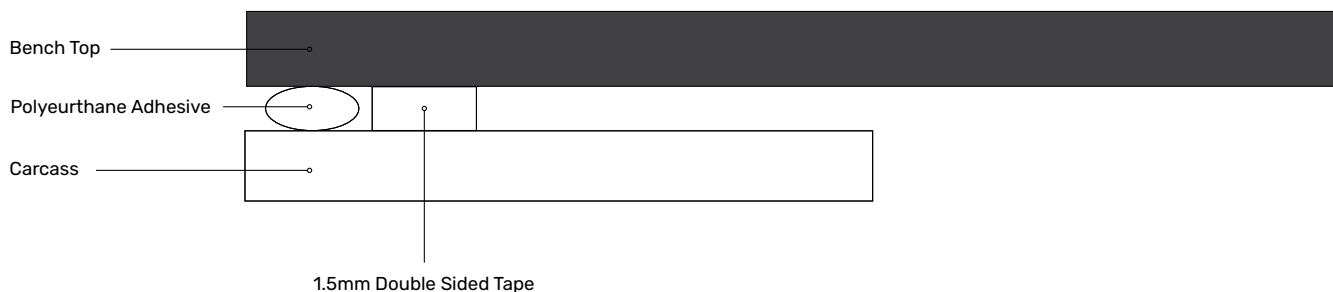 Bench Top
Polyeurthane Adhesive
Carcass
1.5mm Double Sided Tape